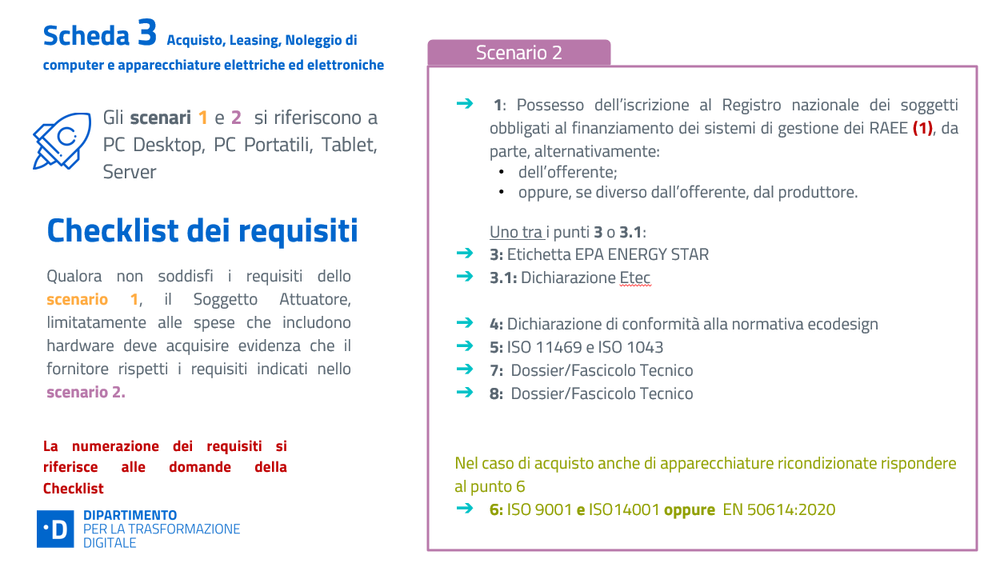 Scheda 3 Acquisto, Leasing, Noleggio di
computer e apparecchiature elettriche ed elettroniche
Gli scenari 1 e 2 si riferiscono a
PC Desktop, PC Portatili, Tablet,
Server
Checklist dei requisiti
Qualora non soddisfi i requisiti dello
scenario 1, il Soggetto Attuatore,
limitatamente alle spese che includono
hardware deve acquisire evidenza che il
fornitore rispetti i requisiti indicati nello
scenario 2.
La numerazione dei requisiti si
riferisce alle domande della
Checklist
·D
DIPARTIMENTO
PER LA TRASFORMAZIONE
DIGITALE
Scenario 2
➔ 1: Possesso dell’iscrizione al Registro nazionale dei soggetti
obbligati al finanziamento dei sistemi di gestione dei RAEE (1), da
parte, alternativamente:
• dell’offerente;
• oppure, se diverso dall’offerente, dal produttore.
Uno tra i punti 3 o 3.1:
➔ 3: Etichetta EPA ENERGY STAR
➔ 3.1: Dichiarazione Etec
➔ 4: Dichiarazione di conformità alla normativa ecodesign
➔ 5: ISO 11469 e ISO 1043
➔ 7: Dossier/Fascicolo Tecnico
➔ 8: Dossier/Fascicolo Tecnico
Nel caso di acquisto anche di apparecchiature ricondizionate rispondere
al punto 6
➔ 6: ISO 9001 e ISO14001 oppure EN 50614:2020